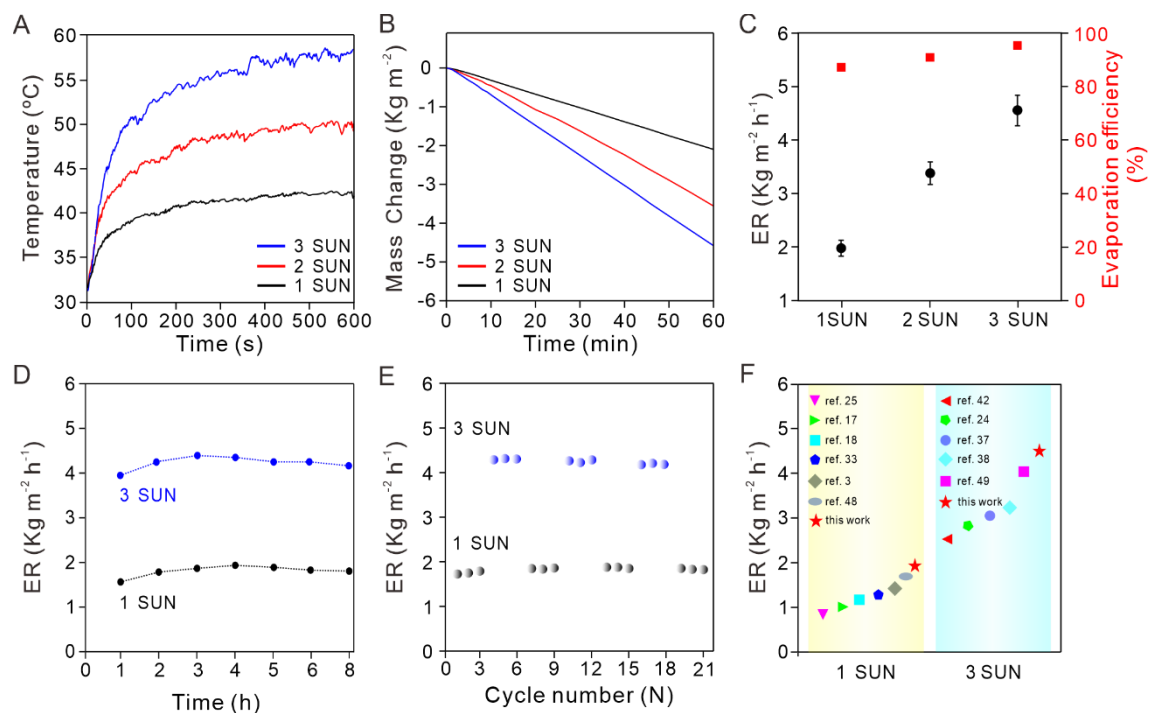 A
Temperature (ºC)
60
55
50
45
40
35
30
3 SUN
2 SUN
1 SUN
0 100 200 300 400 500 600
Time (s)
B
Mass Change (Kg m⁻²)
0
-1
-2
-3
-4
-5
-6
3 SUN
2 SUN
1 SUN
0 10 20 30 40 50 60
Time (min)
C
ER (Kg m⁻² h⁻¹)
6
5
4
3
2
1
100
80
60
40
20
0
Evaporation efficiency
(%)
1SUN 2 SUN 3 SUN
D
ER (Kg m⁻² h⁻¹)
6
5
4
3
2
1
0
3 SUN
1 SUN
0 1 2 3 4 5 6 8
Time (h)
E
ER (Kg m⁻² h⁻¹)
6
5
4
3
2
1
0
3 SUN
1 SUN
0 3 6 9 12 15 18 21
Cycle number (N)
F
ER (Kg m⁻² h⁻¹)
6
5
4
3
2
1
0
ref. 25
ref. 17
ref. 18
ref. 33
ref. 3
ref. 48
this work
ref. 42
ref. 24
ref. 37
ref. 38
ref. 49
this work
1 SUN 3 SUN